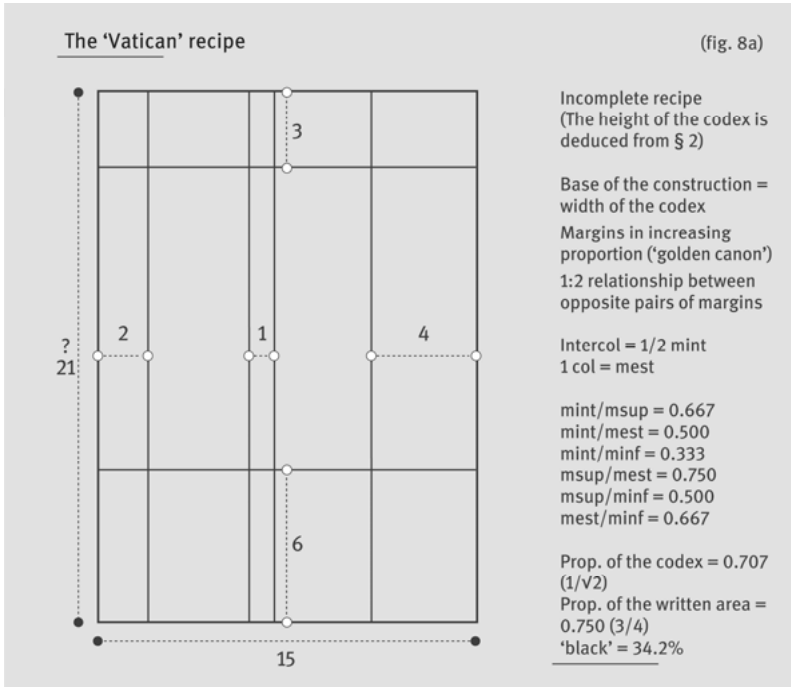 The ‘Vatican’ recipe
(fig. 8a)
3
2
1
4
?
21
6
15
Incomplete recipe
(The height of the codex is
deduced from § 2)
Base of the construction =
width of the codex
Margins in increasing
proportion (‘golden canon’)
1:2 relationship between
opposite pairs of margins
Intercol = 1/2 mint
1 col = mest
mint/msup = 0.667
mint/mest = 0.500
mint/minf = 0.333
msup/mest = 0.750
msup/minf = 0.500
mest/minf = 0.667
Prop. of the codex = 0.707
(1/√2)
Prop. of the written area =
0.750 (3/4)
‘black’ = 34.2%